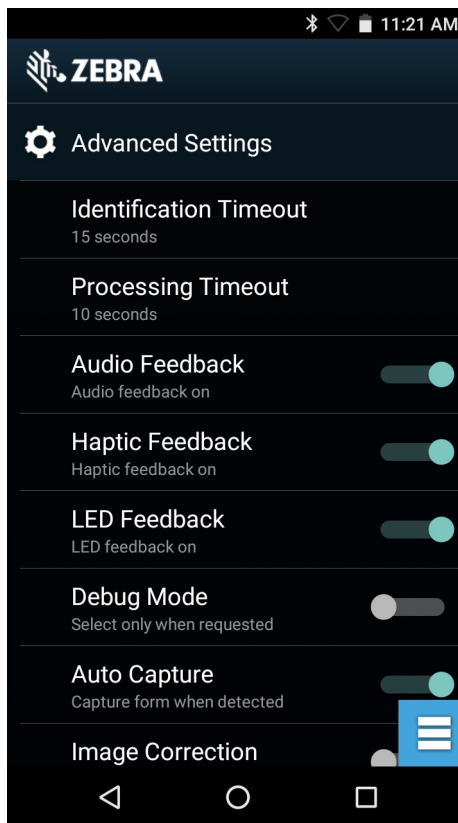 11:21 AM
ZEBRA
Advanced Settings
Identification Timeout
15 seconds
Processing Timeout
10 seconds
Audio Feedback
Audio feedback on
Haptic Feedback
Haptic feedback on
LED Feedback
LED feedback on
Debug Mode
Select only when requested
Auto Capture
Capture form when detected
Image Correction